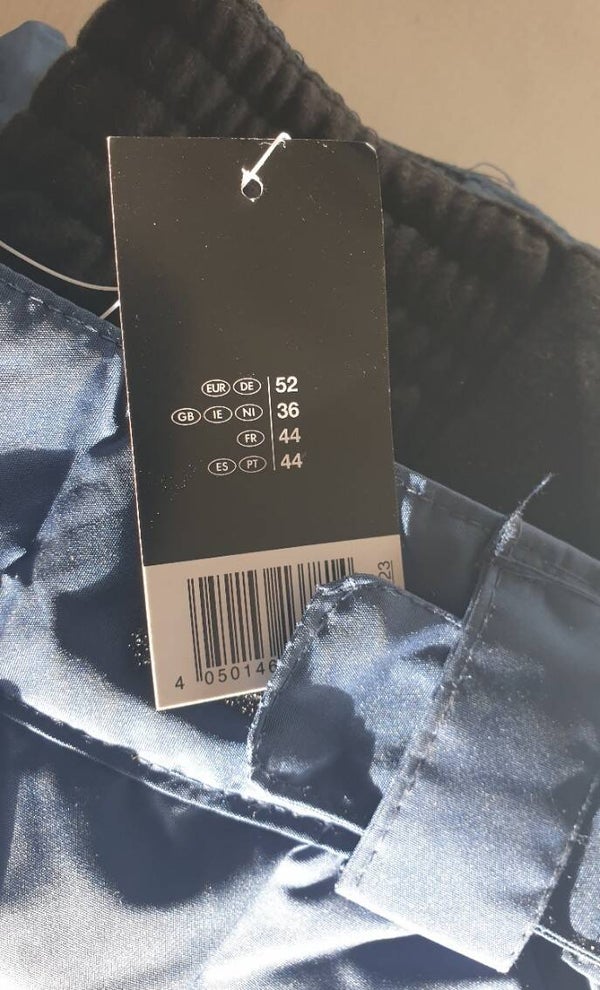 EUR DE 52
GB IE NI 36
FR 44
ES PT 44
23
4 050146